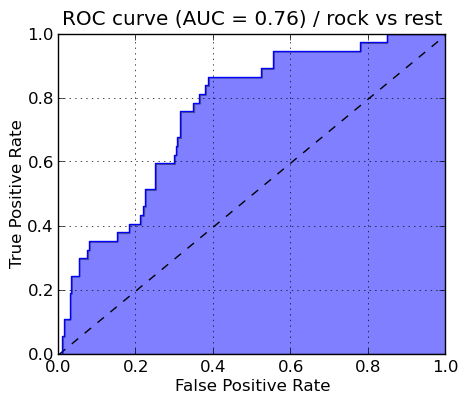 ROC curve (AUC = 0.76) / rock vs rest
1.0
0.8
0.6
0.4
0.2
0.0
True Positive Rate
0.0 0.2 0.4 0.6 0.8 1.0
False Positive Rate